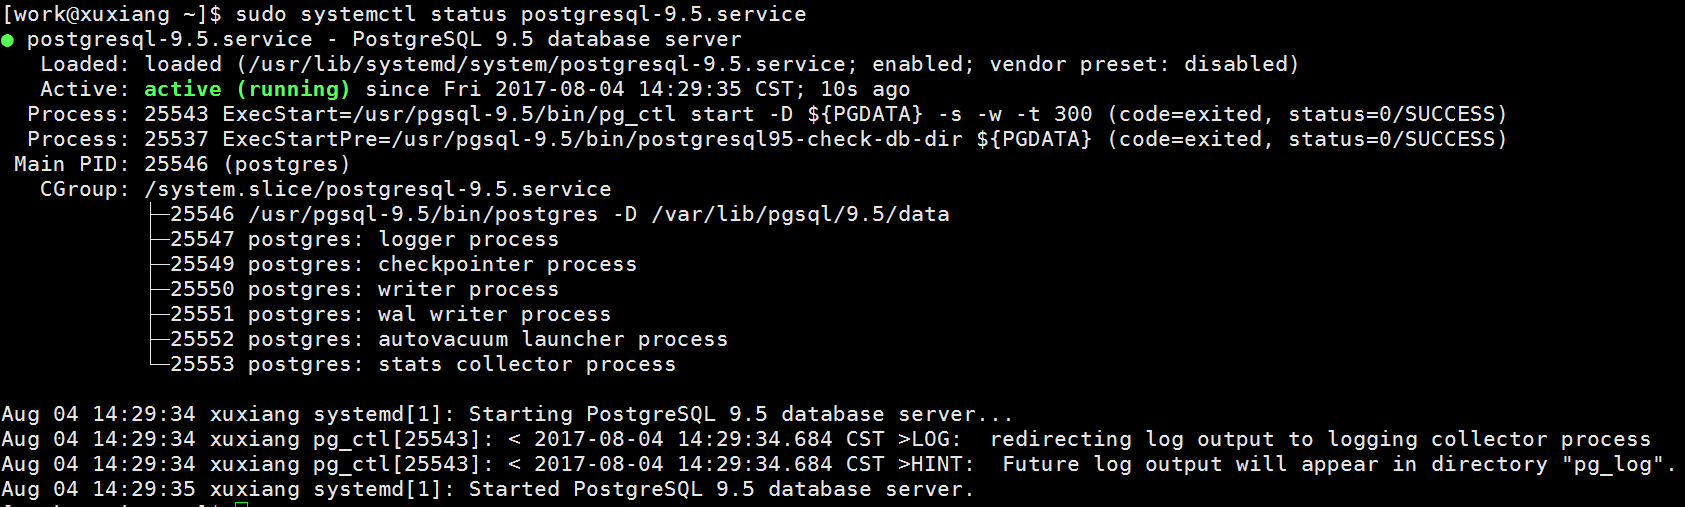 [work@xuxiang ~]$ sudo systemctl status postgresql-9.5.service
● postgresql-9.5.service - PostgreSQL 9.5 database server
   Loaded: loaded (/usr/lib/systemd/system/postgresql-9.5.service; enabled; vendor preset: disabled)
   Active: active (running) since Fri 2017-08-04 14:29:35 CST; 10s ago
  Process: 25543 ExecStart=/usr/pgsql-9.5/bin/pg_ctl start -D ${PGDATA} -s -w -t 300 (code=exited, status=0/SUCCESS)
  Process: 25537 ExecStartPre=/usr/pgsql-9.5/bin/postgresql95-check-db-dir ${PGDATA} (code=exited, status=0/SUCCESS)
 Main PID: 25546 (postgres)
   CGroup: /system.slice/postgresql-9.5.service
           ├─25546 /usr/pgsql-9.5/bin/postgres -D /var/lib/pgsql/9.5/data
           ├─25547 postgres: logger process
           ├─25549 postgres: checkpointer process
           ├─25550 postgres: writer process
           ├─25551 postgres: wal writer process
           ├─25552 postgres: autovacuum launcher process
           └─25553 postgres: stats collector process
Aug 04 14:29:34 xuxiang systemd[1]: Starting PostgreSQL 9.5 database server...
Aug 04 14:29:34 xuxiang pg_ctl[25543]: < 2017-08-04 14:29:34.684 CST >LOG:  redirecting log output to logging collector process
Aug 04 14:29:34 xuxiang pg_ctl[25543]: < 2017-08-04 14:29:34.684 CST >HINT:  Future log output will appear in directory "pg_log".
Aug 04 14:29:35 xuxiang systemd[1]: Started PostgreSQL 9.5 database server.